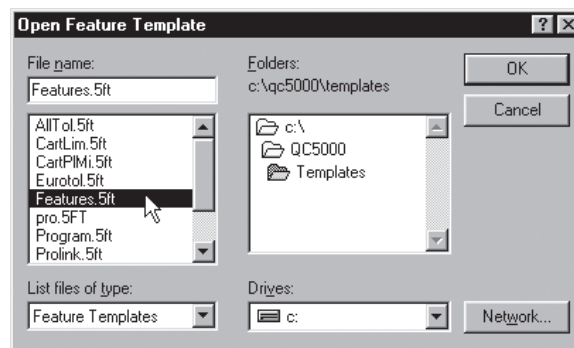 Open Feature Template
File name:
Features.5ft
AllTol.5ft
CartLim.5ft
CartPlMi.5ft
Eurotol.5ft
Features.5ft
pro.5FT
Program.5ft
Prolink.5ft
List files of type:
Feature Templates
Folders:
c:\qc5000\templates
c:\
QC5000
Templates
Drives:
c:
OK
Cancel
Network...